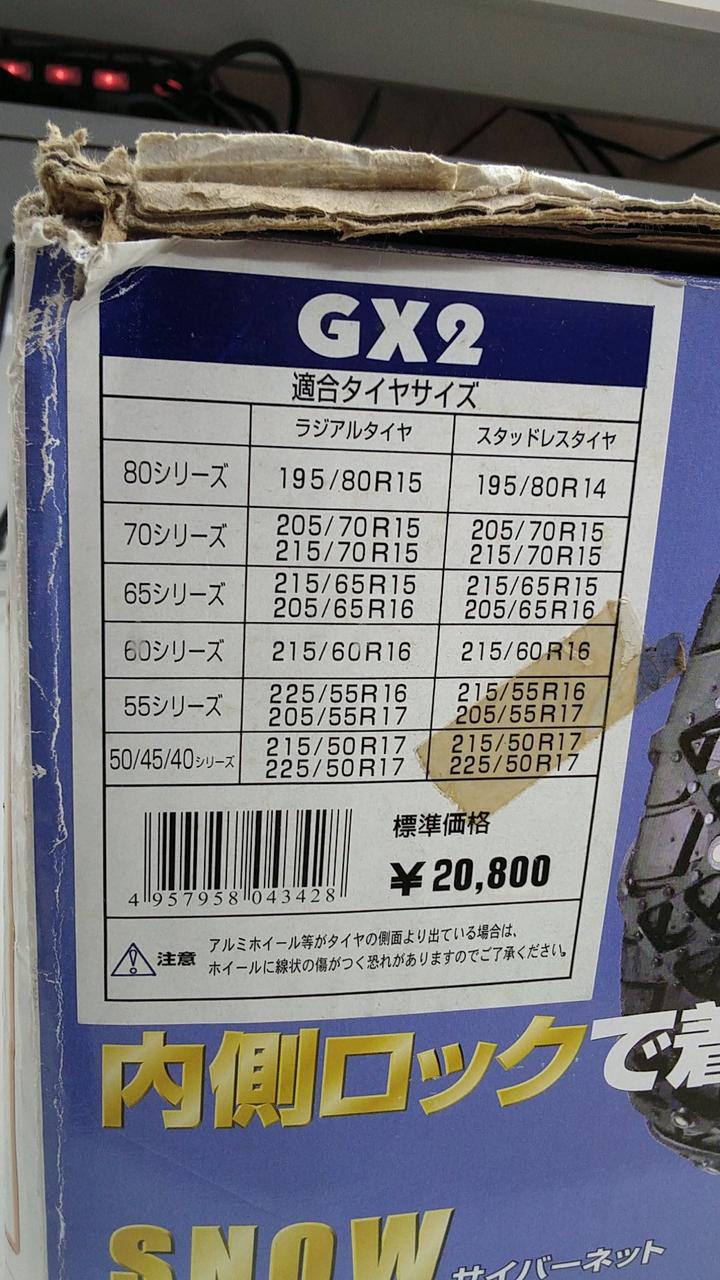 GX2
適合タイヤサイズ
ラジアルタイヤ スタッドレスタイヤ
80シリーズ 195/80R15 195/80R14
70シリーズ 205/70R15 205/70R15
215/70R15 215/70R15
65シリーズ 215/65R15 215/65R15
205/65R16 205/65R16
60シリーズ 215/60R16 215/60R16
55シリーズ 225/55R16 215/55R16
205/55R17 205/55R17
50/45/40シリーズ 215/50R17 215/50R17
225/50R17 225/50R17
標準価格
¥20,800
4 957958 043428
注意 アルミホイール等がタイヤの側面より出ている場合は、
ホイールに線状の傷がつく恐れがありますのでご了承ください。
内側ロックで着
SNOW
サイバーネット